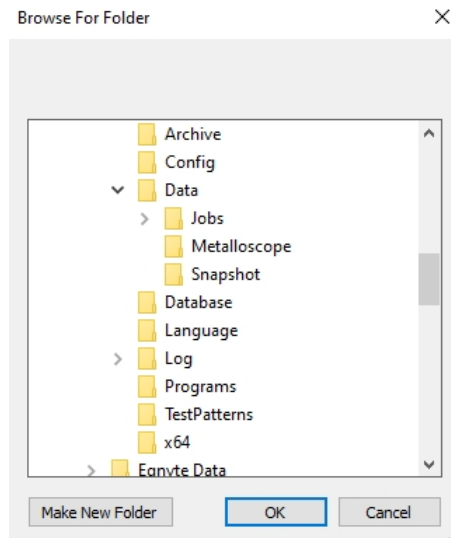 Browse For Folder
Archive
Config
Data
Jobs
Metalloscope
Snapshot
Database
Language
Log
Programs
TestPatterns
x64
Egnyte Data
Make New Folder OK Cancel